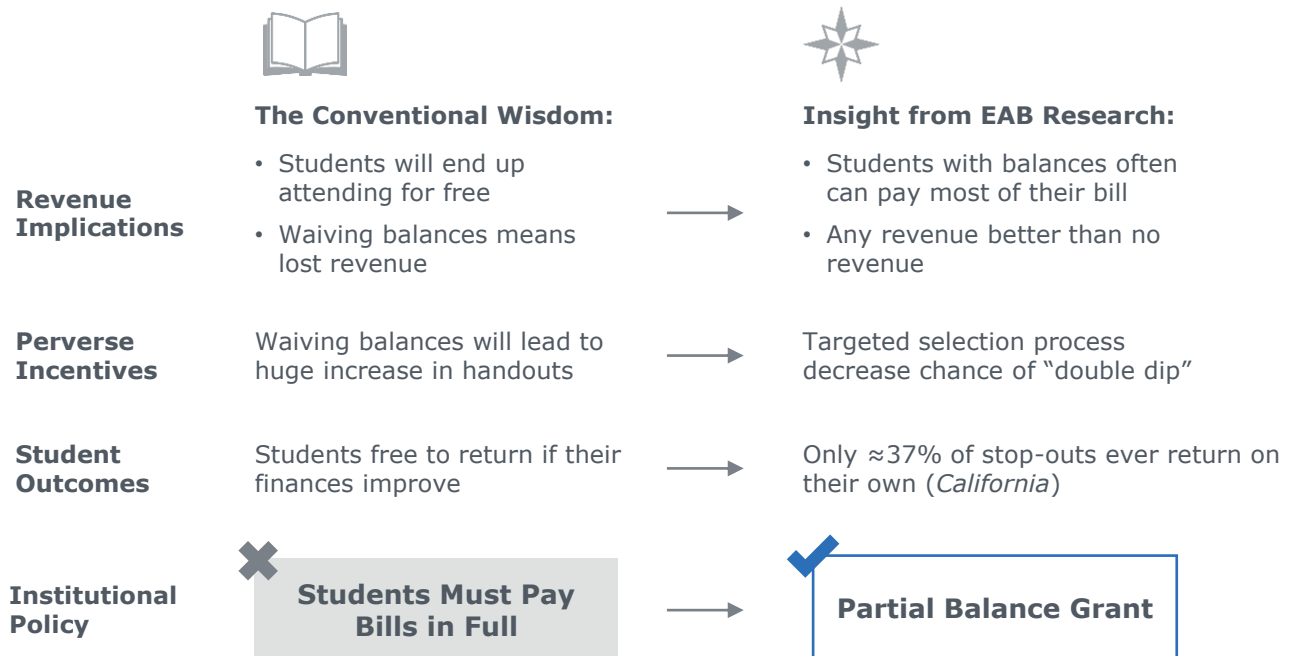 The Conventional Wisdom:
Insight from EAB Research:
Revenue
Implications
• Students will end up
attending for free
• Waiving balances means
lost revenue
• Students with balances often
can pay most of their bill
• Any revenue better than no
revenue
Perverse
Incentives
Waiving balances will lead to
huge increase in handouts
Targeted selection process
decrease chance of “double dip”
Student
Outcomes
Students free to return if their
finances improve
Only ≈37% of stop-outs ever return on
their own (California)
Institutional
Policy
Students Must Pay
Bills in Full
Partial Balance Grant